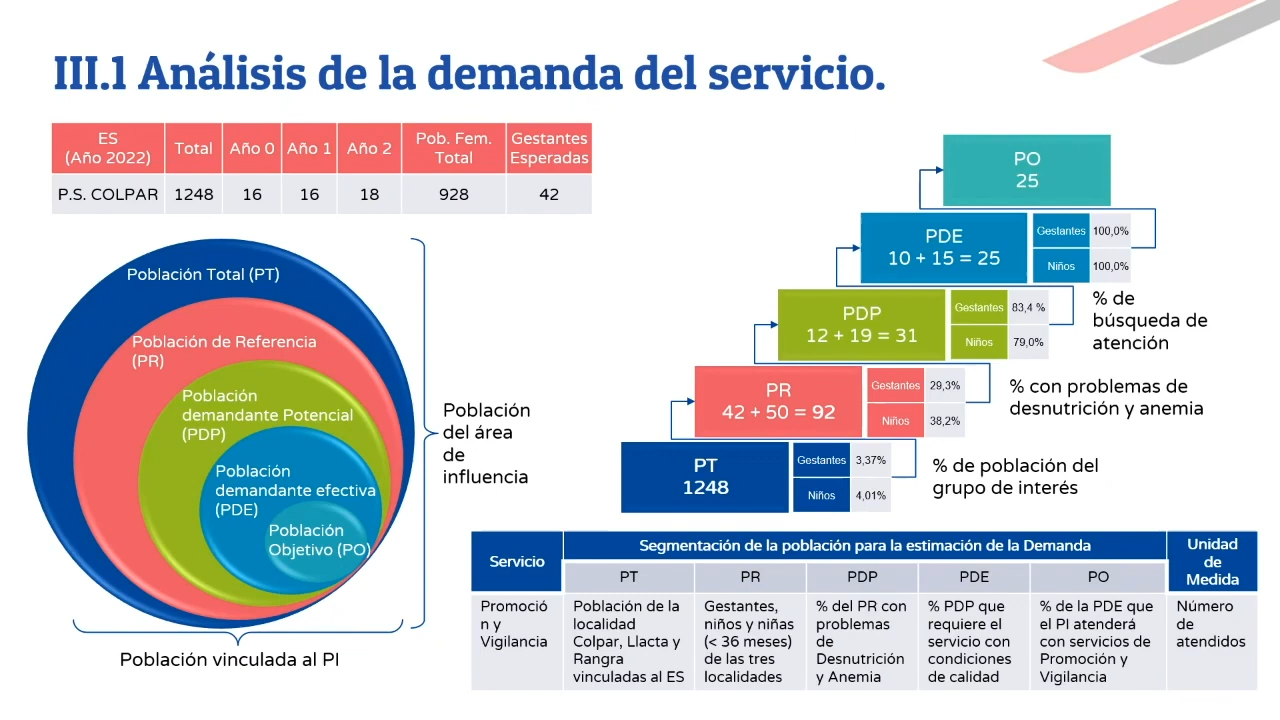 III.1 Análisis de la demanda del servicio.
ES
(Año 2022)
Total
Año 0
Año 1
Año 2
Pob. Fem.
Total
Gestantes
Esperadas
P.S. COLPAR
1248
16
16
18
928
42
Población Total (PT)
Población de Referencia
(PR)
Población
demandante Potencial
(PDP)
Población
demandante efectiva
(PDE)
Población
Objetivo (PO)
Población
del área
de
influencia
Población vinculada al PI
PO
25
PDE
10 + 15 = 25
Gestantes
100,0%
Niños
100,0%
PDP
12 + 19 = 31
Gestantes
83,4 %
Niños
79,0%
% de
búsqueda de
atención
PR
42 + 50 = 92
Gestantes
29,3%
Niños
38,2%
% con problemas de
desnutrición y anemia
PT
1248
Gestantes
3,37%
Niños
4,01%
% de población del
grupo de interés
Servicio
Segmentación de la población para la estimación de la Demanda
Unidad
de
Medida
PT
PR
PDP
PDE
PO
Promoció
n y
Vigilancia
Población de la
localidad
Colpar, Llacta y
Rangra
vinculadas al ES
Gestantes,
niños y niñas
(< 36 meses)
de las tres
localidades
% del PR con
problemas
de
Desnutrición
y Anemia
% PDP que
requiere el
servicio con
condiciones
de calidad
% de la PDE que
el PI atenderá
con servicios de
Promoción y
Vigilancia
Número
de
atendidos